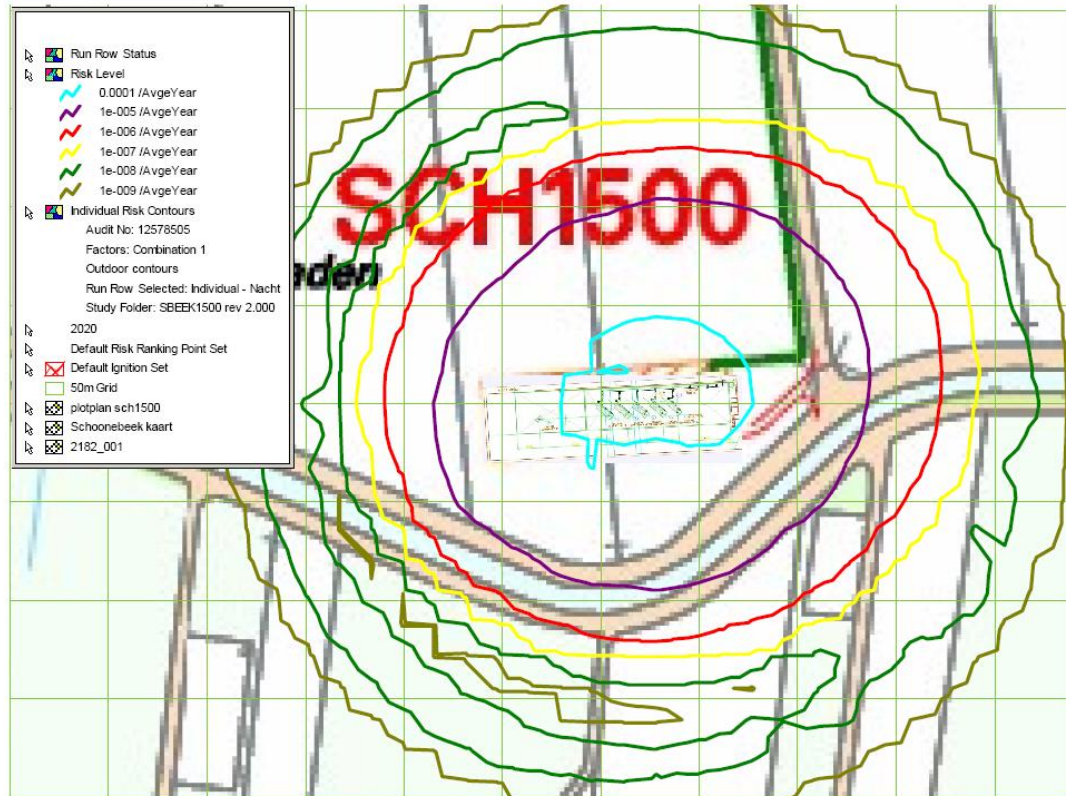 Run Row Status
Risk Level
0.0001 /AvgeYear
1e-005 /AvgeYear
1e-006 /AvgeYear
1e-007 /AvgeYear
1e-008 /AvgeYear
1e-009 /AvgeYear
Individual Risk Contours
Audit No: 12578505
Factors: Combination 1
Outdoor contours
Run Row Selected: Individual - Nacht
Study Folder: SBEEK1500 rev 2.000
2020
Default Risk Ranking Point Set
Default Ignition Set
50m Grid
plotplan sch1500
Schoonebeek kaart
2182_001
SCH1500
aden